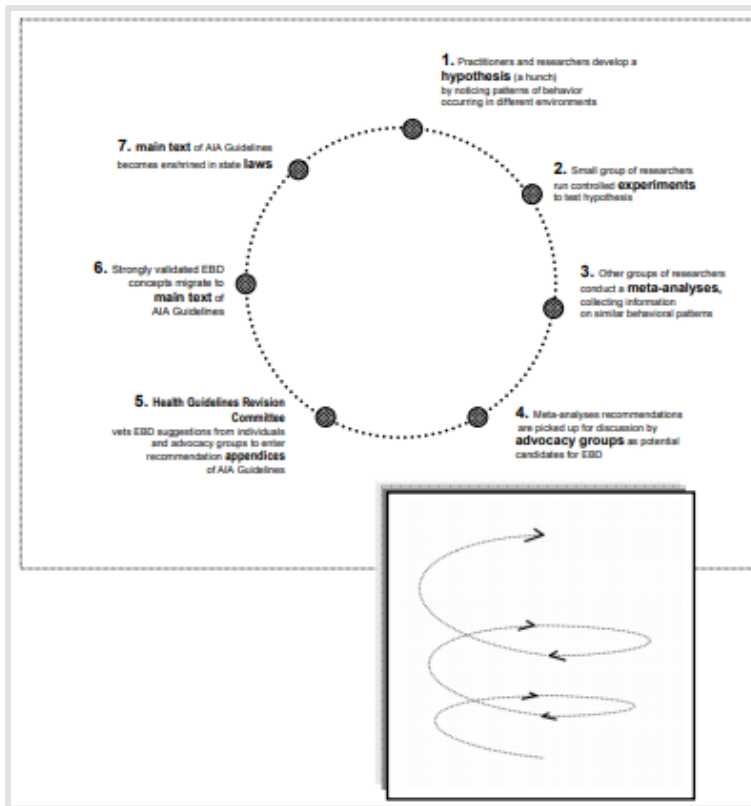 1. Practitioners and researchers develop a
hypothesis (a hunch)
by noticing patterns of behavior
occurring in different environments
2. Small group of researchers
run controlled experiments
to test hypothesis
3. Other groups of researchers
conduct a meta-analyses,
collecting information
on similar behavioral patterns
4. Meta-analyses recommendations
are picked up for discussion by
advocacy groups as potential
candidates for EBD
5. Health Guidelines Revision
Committee
vets EBD suggestions from individuals
and advocacy groups to enter
recommendation appendices
of AIA Guidelines
6. Strongly validated EBD
concepts migrate to
main text of
AIA Guidelines
7. main text of AIA Guidelines
becomes enshrined in state laws